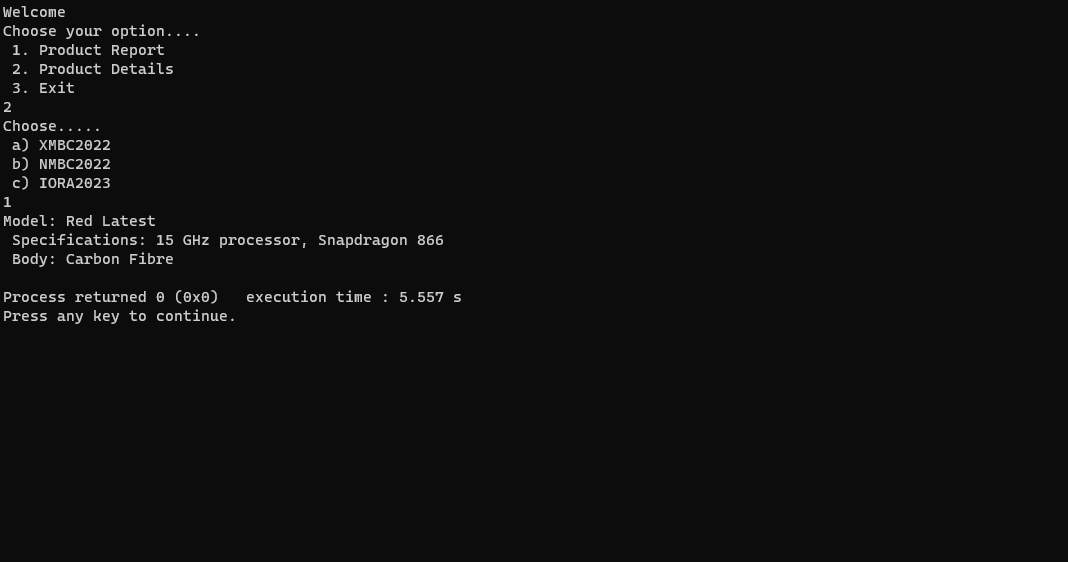 Welcome
Choose your option....
 1. Product Report
 2. Product Details
 3. Exit
2
Choose.....
 a) XMBC2022
 b) NMBC2022
 c) IORA2023
1
Model: Red Latest
 Specifications: 15 GHz processor, Snapdragon 866
 Body: Carbon Fibre

Process returned 0 (0x0)   execution time : 5.557 s
Press any key to continue.